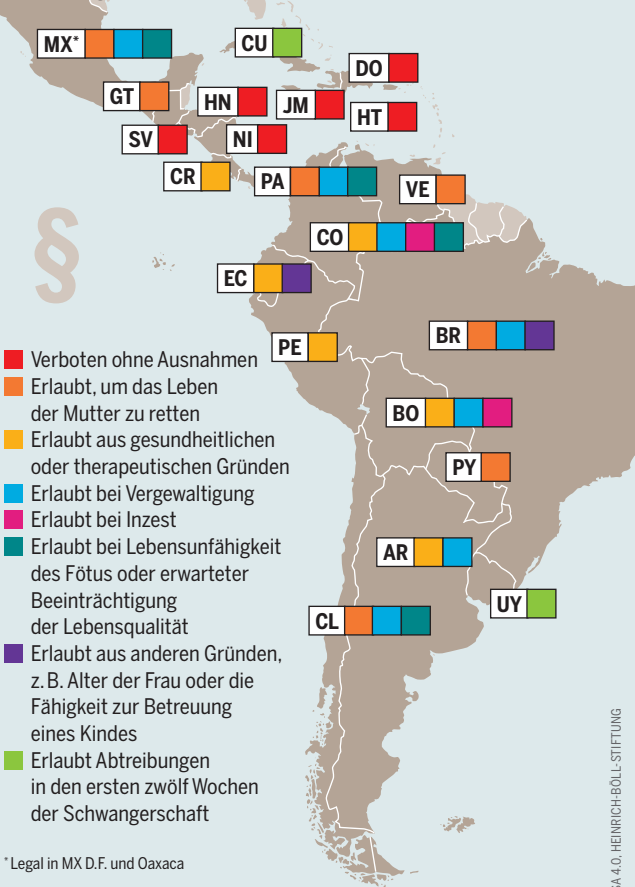 MX*
CU
DO
GT
HN
JM
HT
SV
NI
CR
PA
VE
§
CO
EC
PE
BR
BO
PY
AR
UY
CL
Verboten ohne Ausnahmen
Erlaubt, um das Leben
der Mutter zu retten
Erlaubt aus gesundheitlichen
oder therapeutischen Gründen
Erlaubt bei Vergewaltigung
Erlaubt bei Inzest
Erlaubt bei Lebensunfähigkeit
des Fötus oder erwarteter
Beeinträchtigung
der Lebensqualität
Erlaubt aus anderen Gründen,
z. B. Alter der Frau oder die
Fähigkeit zur Betreuung
eines Kindes
Erlaubt Abtreibungen
in den ersten zwölf Wochen
der Schwangerschaft
*Legal in MX D.F. und Oaxaca
4.0, HEINRICH-BÖLL-STIFTUNG